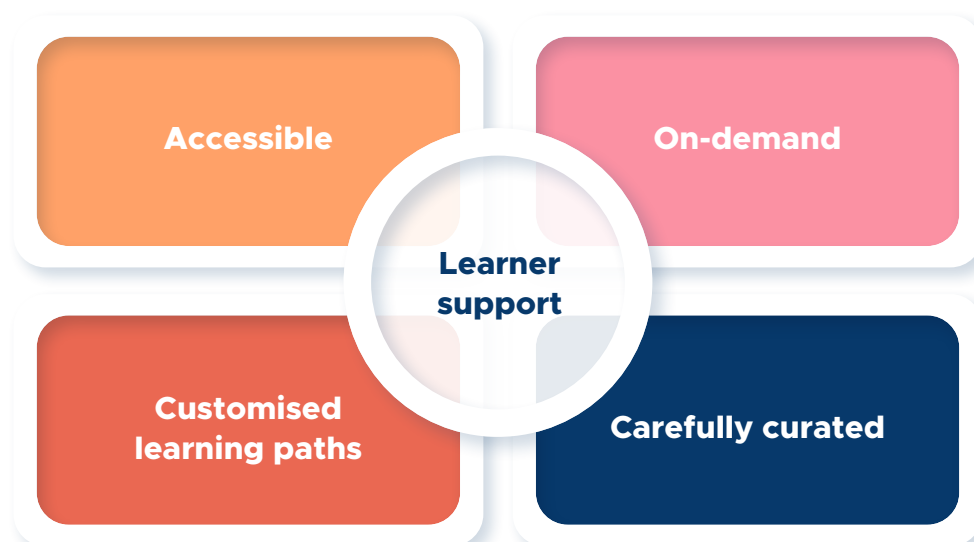 Accessible
On-demand
Learner
support
Customised
learning paths
Carefully curated